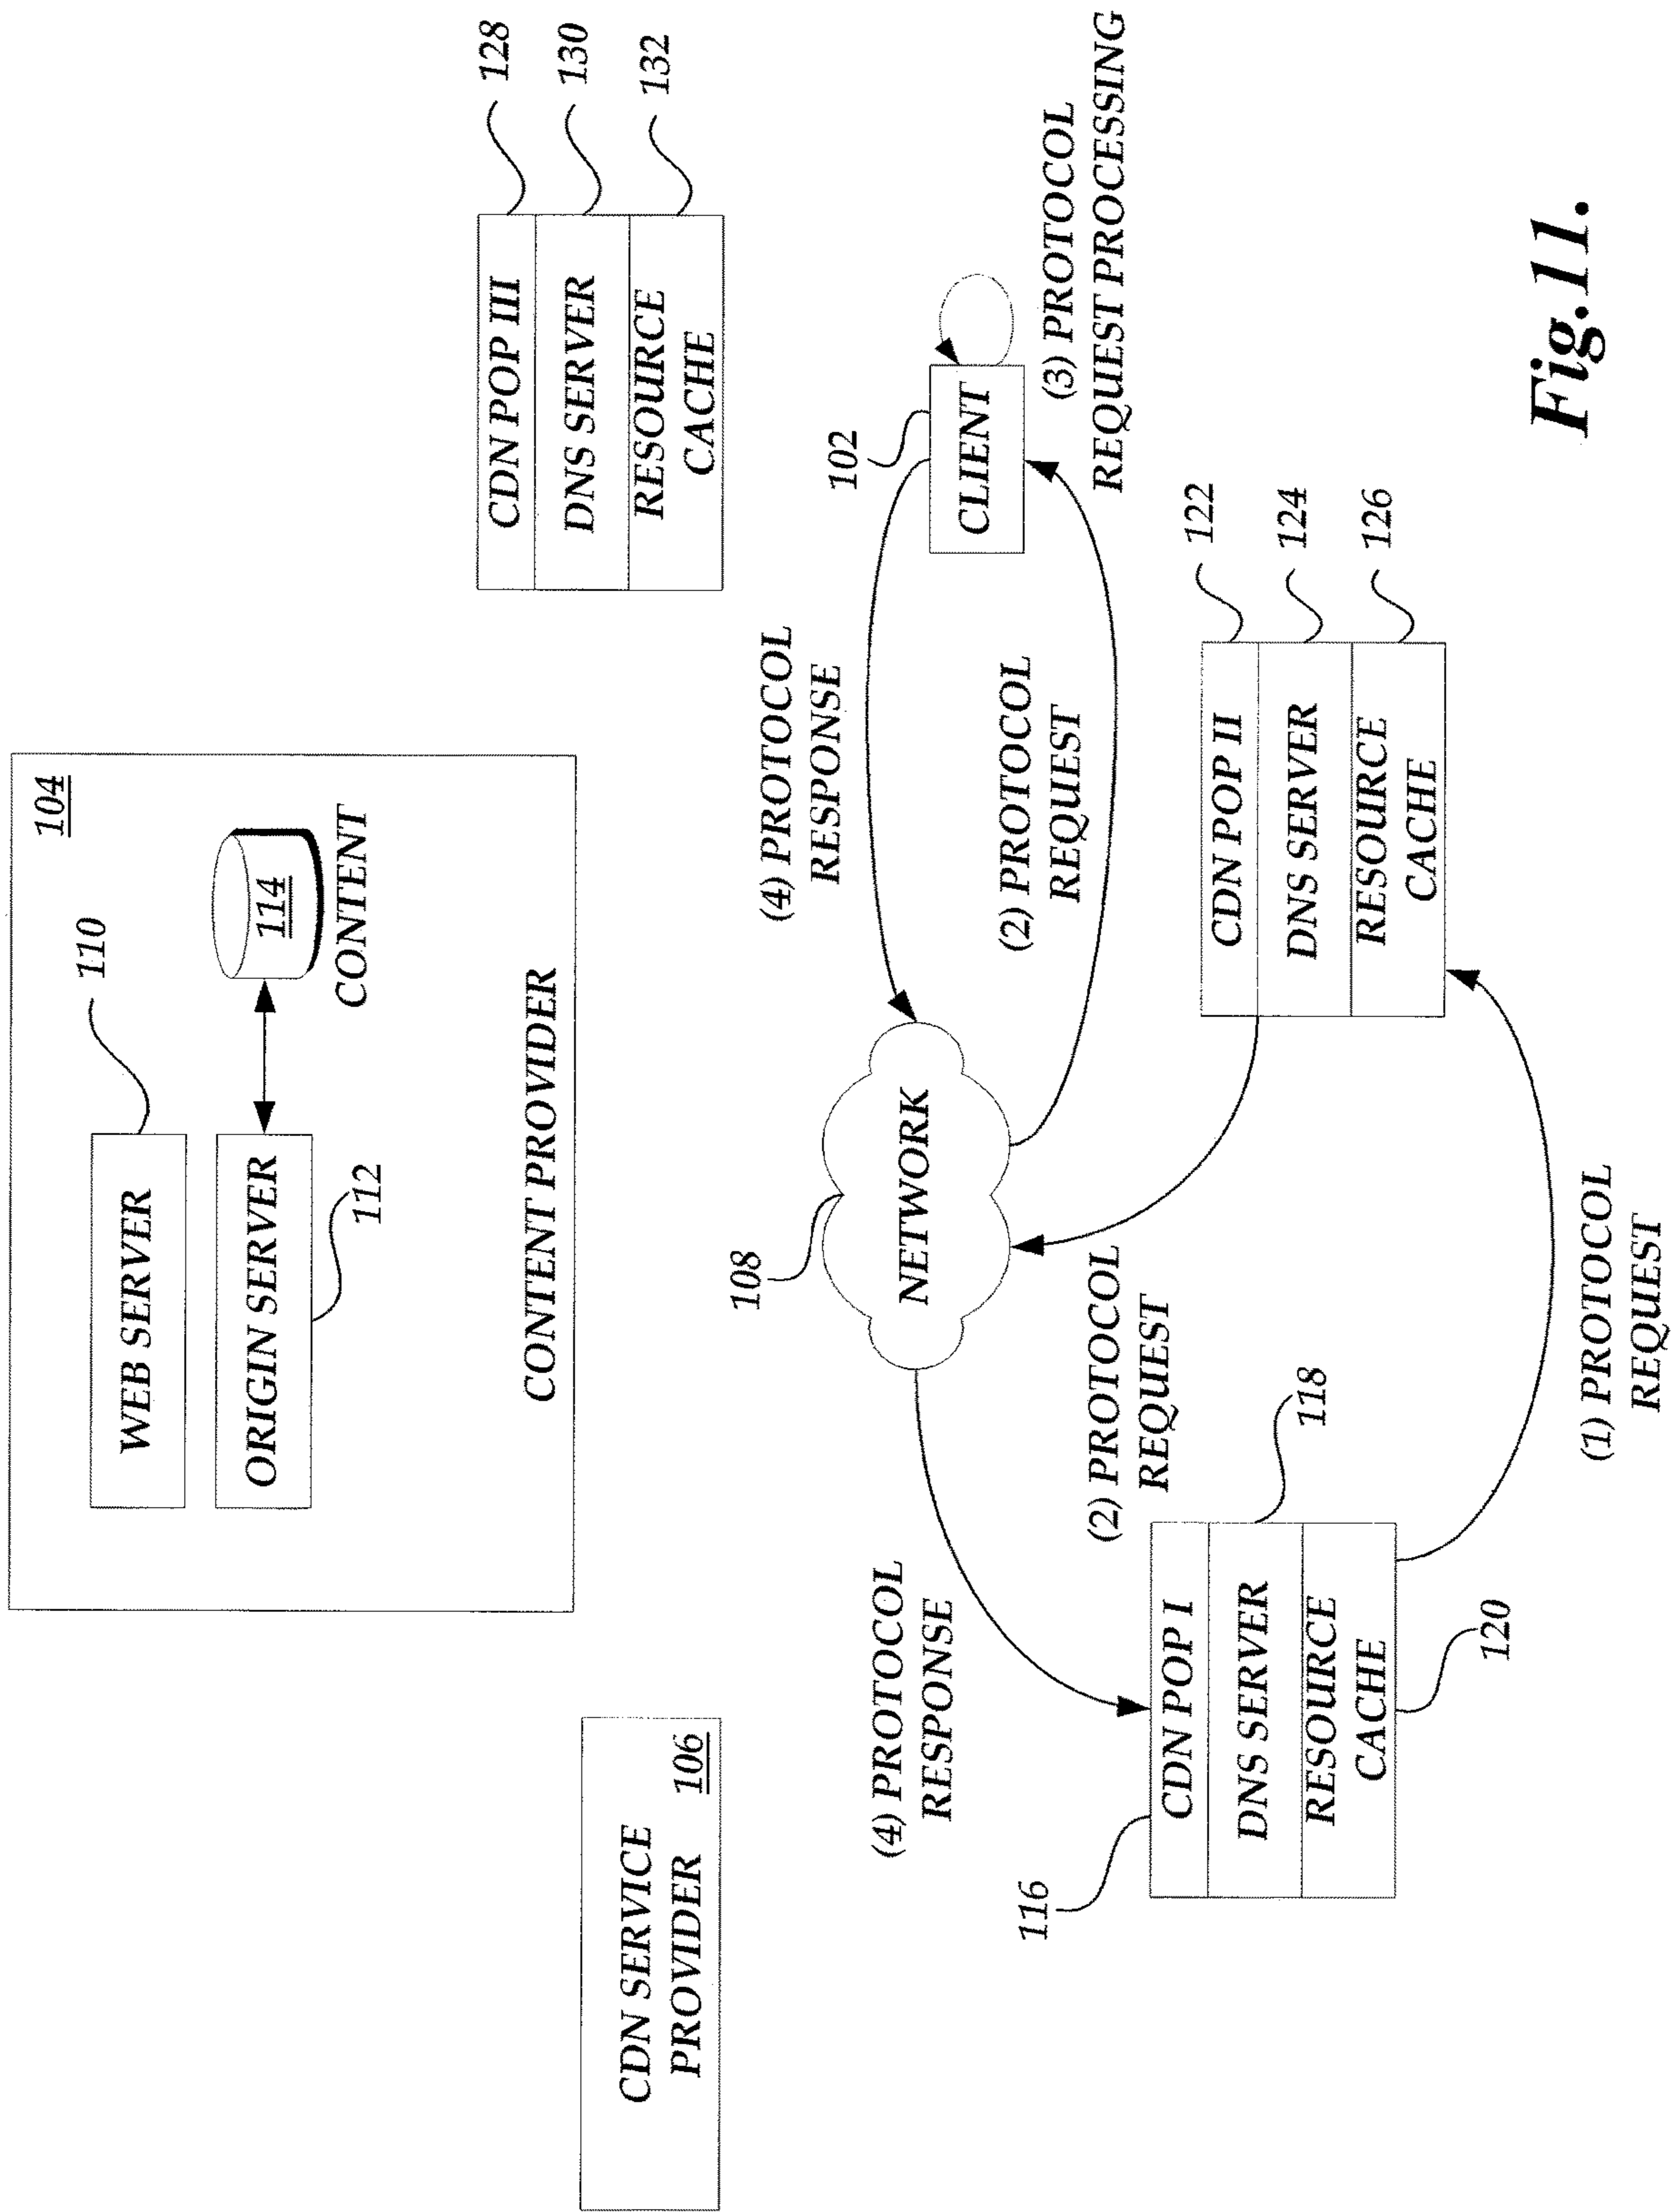 104
110
WEB SERVER
ORIGIN SERVER
112
114
CONTENT
CONTENT PROVIDER
CDN SERVICE
PROVIDER
106
CDN POP III
DNS SERVER
RESOURCE
CACHE
128
130
132
108
NETWORK
(4) PROTOCOL
RESPONSE
(2) PROTOCOL
REQUEST
102
CLIENT
(3) PROTOCOL
REQUEST PROCESSING
(4) PROTOCOL
RESPONSE
(2) PROTOCOL
REQUEST
116
CDN POP I
DNS SERVER
RESOURCE
CACHE
118
120
CDN POP II
DNS SERVER
RESOURCE
CACHE
122
124
126
(1) PROTOCOL
REQUEST
Fig.11.